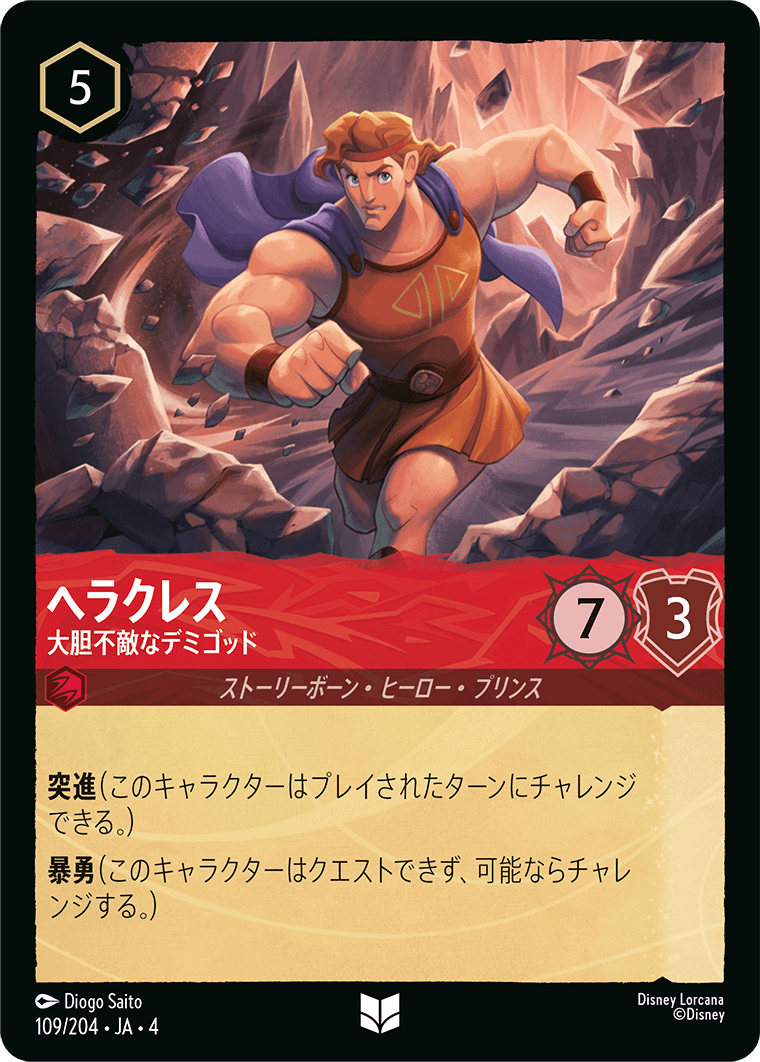 5
ヘラクレス
大胆不敵なデミゴッド
7
3
ストーリーボーン・ヒーロー・プリンス
突進(このキャラクターはプレイされたターンにチャレンジ
できる。)
暴勇(このキャラクターはクエストできず、可能ならチャレ
ンジする。)
Diogo Saito
109/204・JA・4
Disney Lorcana
©Disney